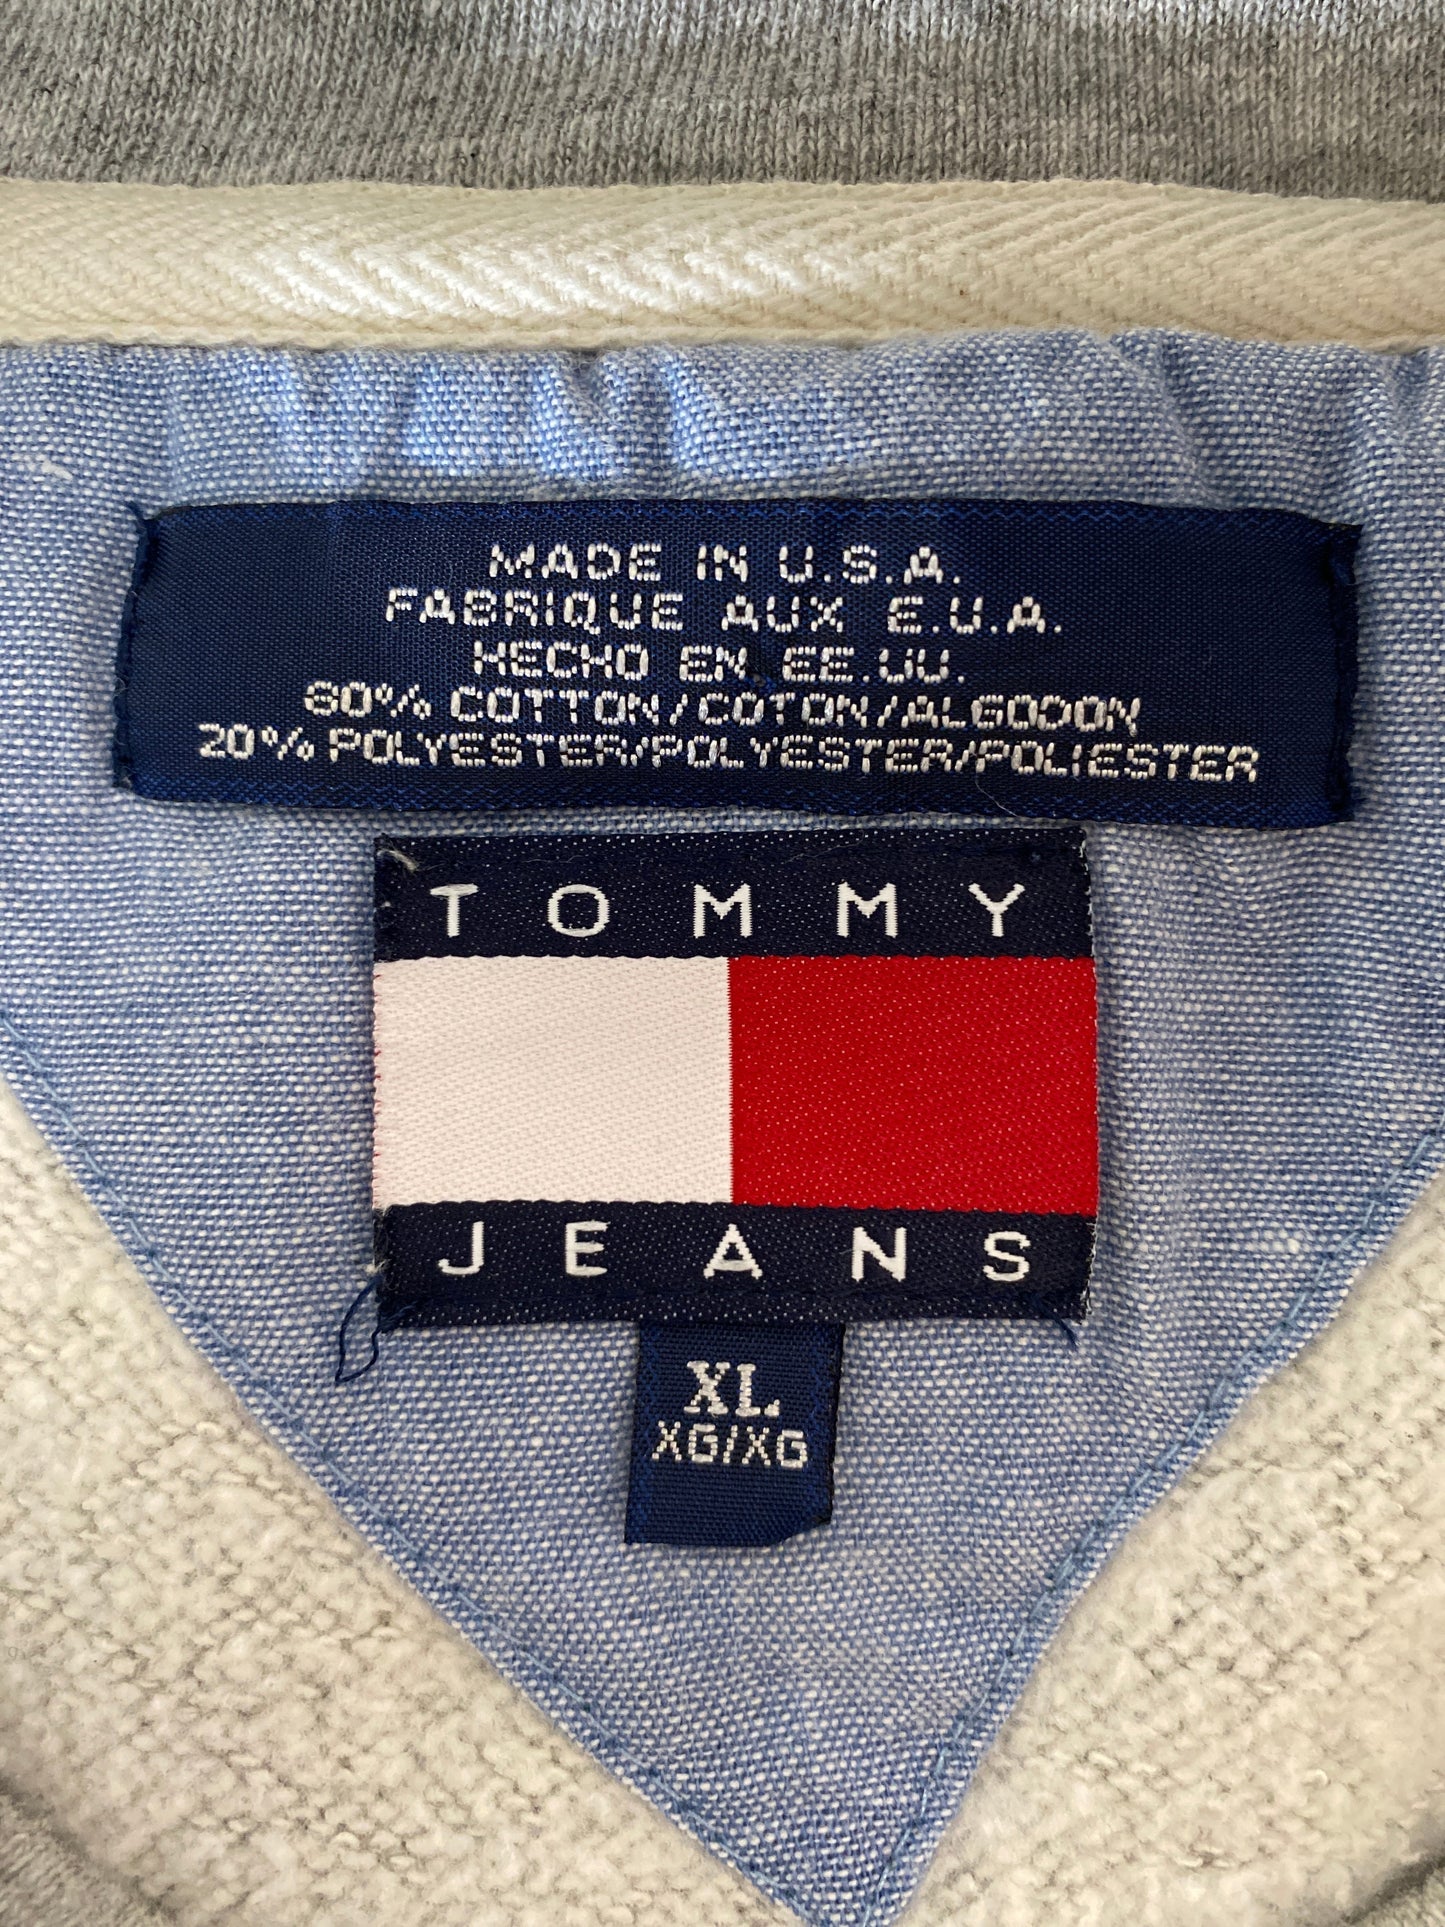 MADE IN U.S.A.
FABRIQUE AUX E.U.A.
HECHO EN EE.UU.
80% COTTON/COTON/ALGODON
20% POLYESTER/POLYESTER/POLIESTER
TOMMY
JEANS
XL
XG/XG